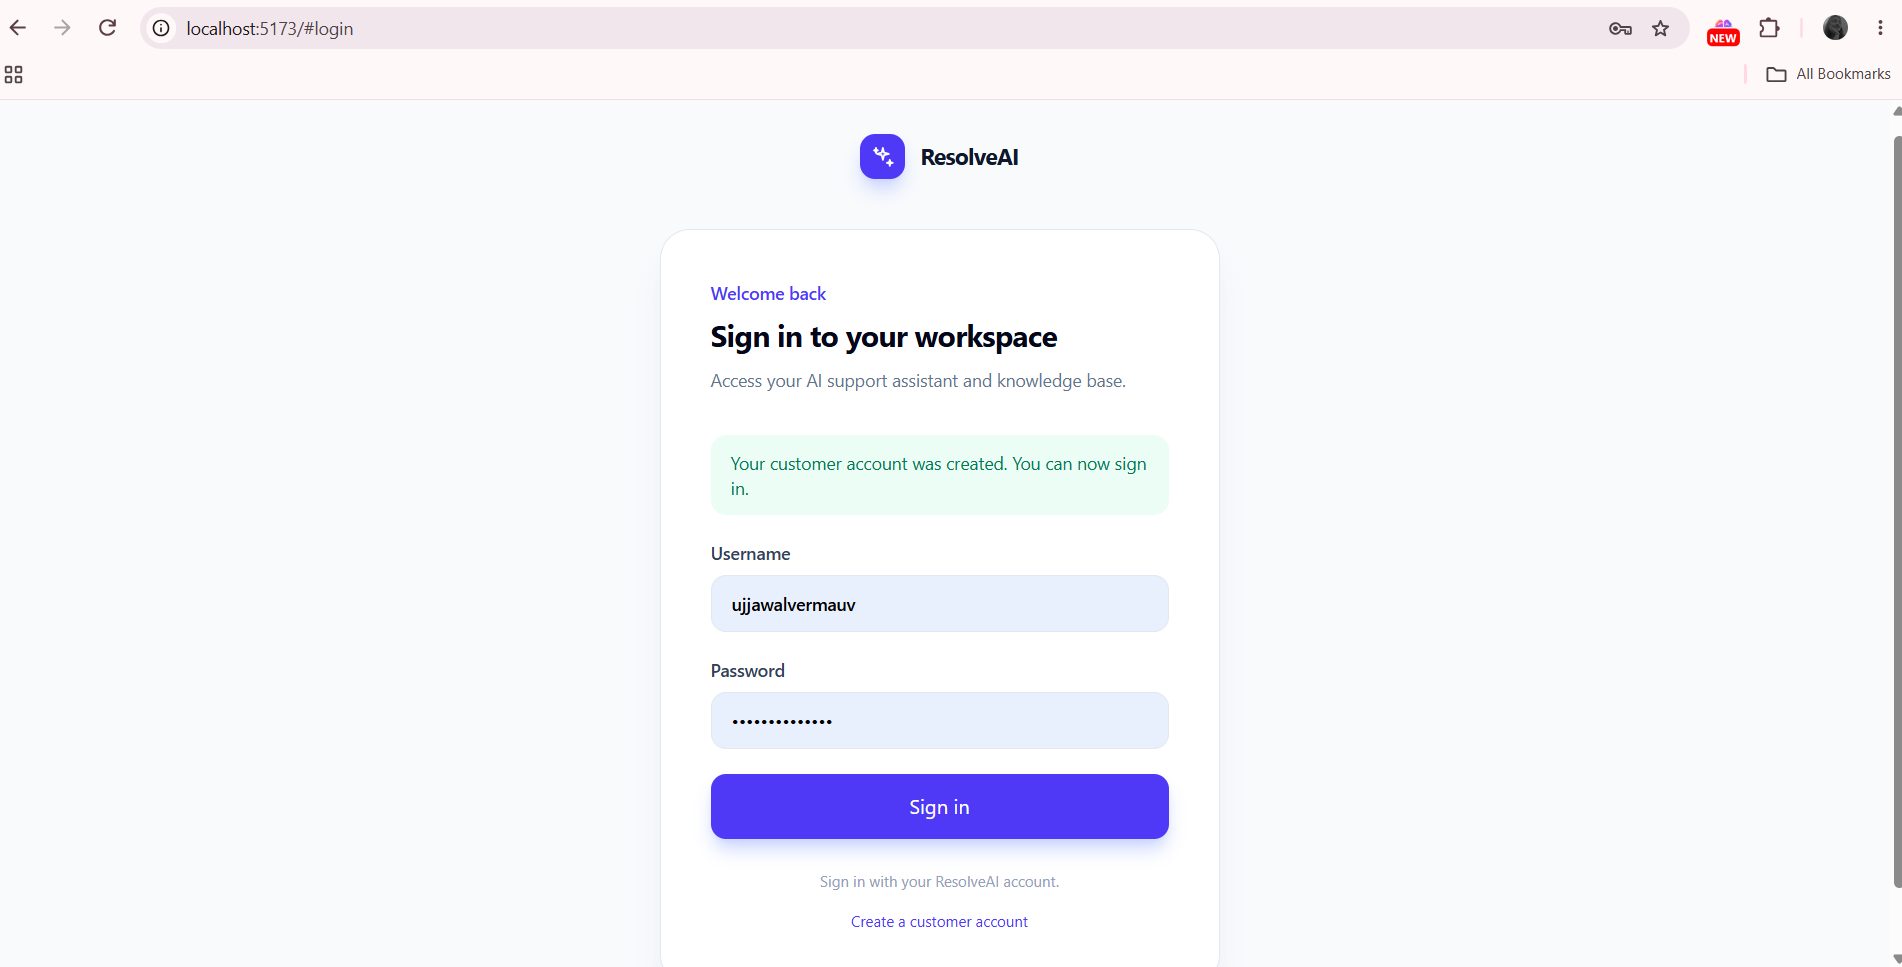 localhost:5173/#login
NEW
All Bookmarks
ResolveAI
Welcome back
Sign in to your workspace
Access your AI support assistant and knowledge base.
Your customer account was created. You can now sign
in.
Username
ujjawalvermauv
Password
••••••••••••••
Sign in
Sign in with your ResolveAI account.
Create a customer account